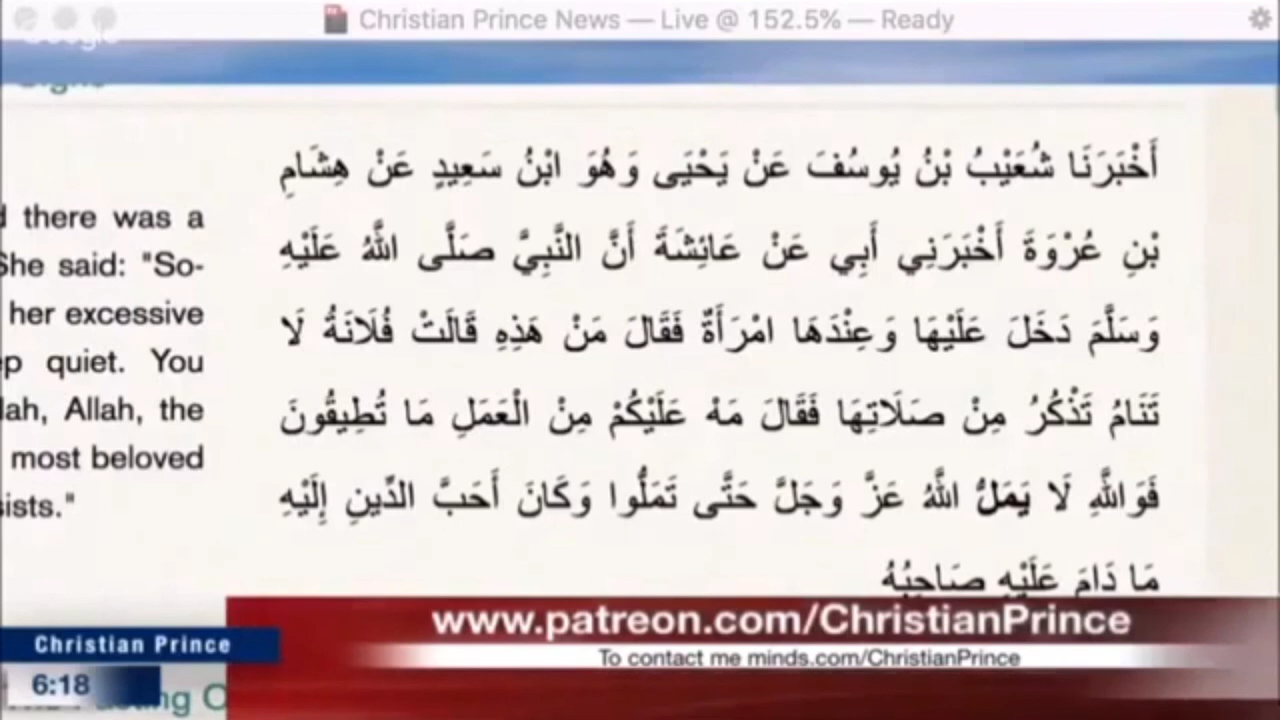 Christian Prince News — Live @ 152.5% — Ready
Google
there was a
She said: "So-
her excessive
quiet. You
Allah, the
most beloved
أَخْبَرَنَا شُعَيْبُ بْنُ يُوسُفَ عَنْ يَحْيَى وَهُوَ ابْنُ سَعِيدٍ عَنْ هِشَامِ
بْنِ عُرْوَةَ أَخْبَرَنِي أَبِي عَنْ عَائِشَةَ أَنَّ النَّبِيَّ صَلَّى اللَّهُ عَلَيْهِ
وَسَلَّمَ دَخَلَ عَلَيْهَا وَعِنْدَهَا امْرَأَةٌ فَقَالَ مَنْ هَذِهِ قَالَتْ فُلَانَةُ لَا
تَنَامُ تَذْكُرُ مِنْ صَلَاتِهَا فَقَالَ مَهْ عَلَيْكُمْ مِنْ الْعَمَلِ مَا تُطِيقُونَ
فَوَاللَّهِ لَا يَمَلُّ اللَّهُ عَزَّ وَجَلَّ حَتَّى تَمَلُّوا وَكَانَ أَحَبَّ الدِّينِ إِلَيْهِ
مَا دَامَ عَلَيْهِ صَاحِبُهُ
www.patreon.com/ChristianPrince
To contact me minds.com/ChristianPrince
Christian Prince
6:18